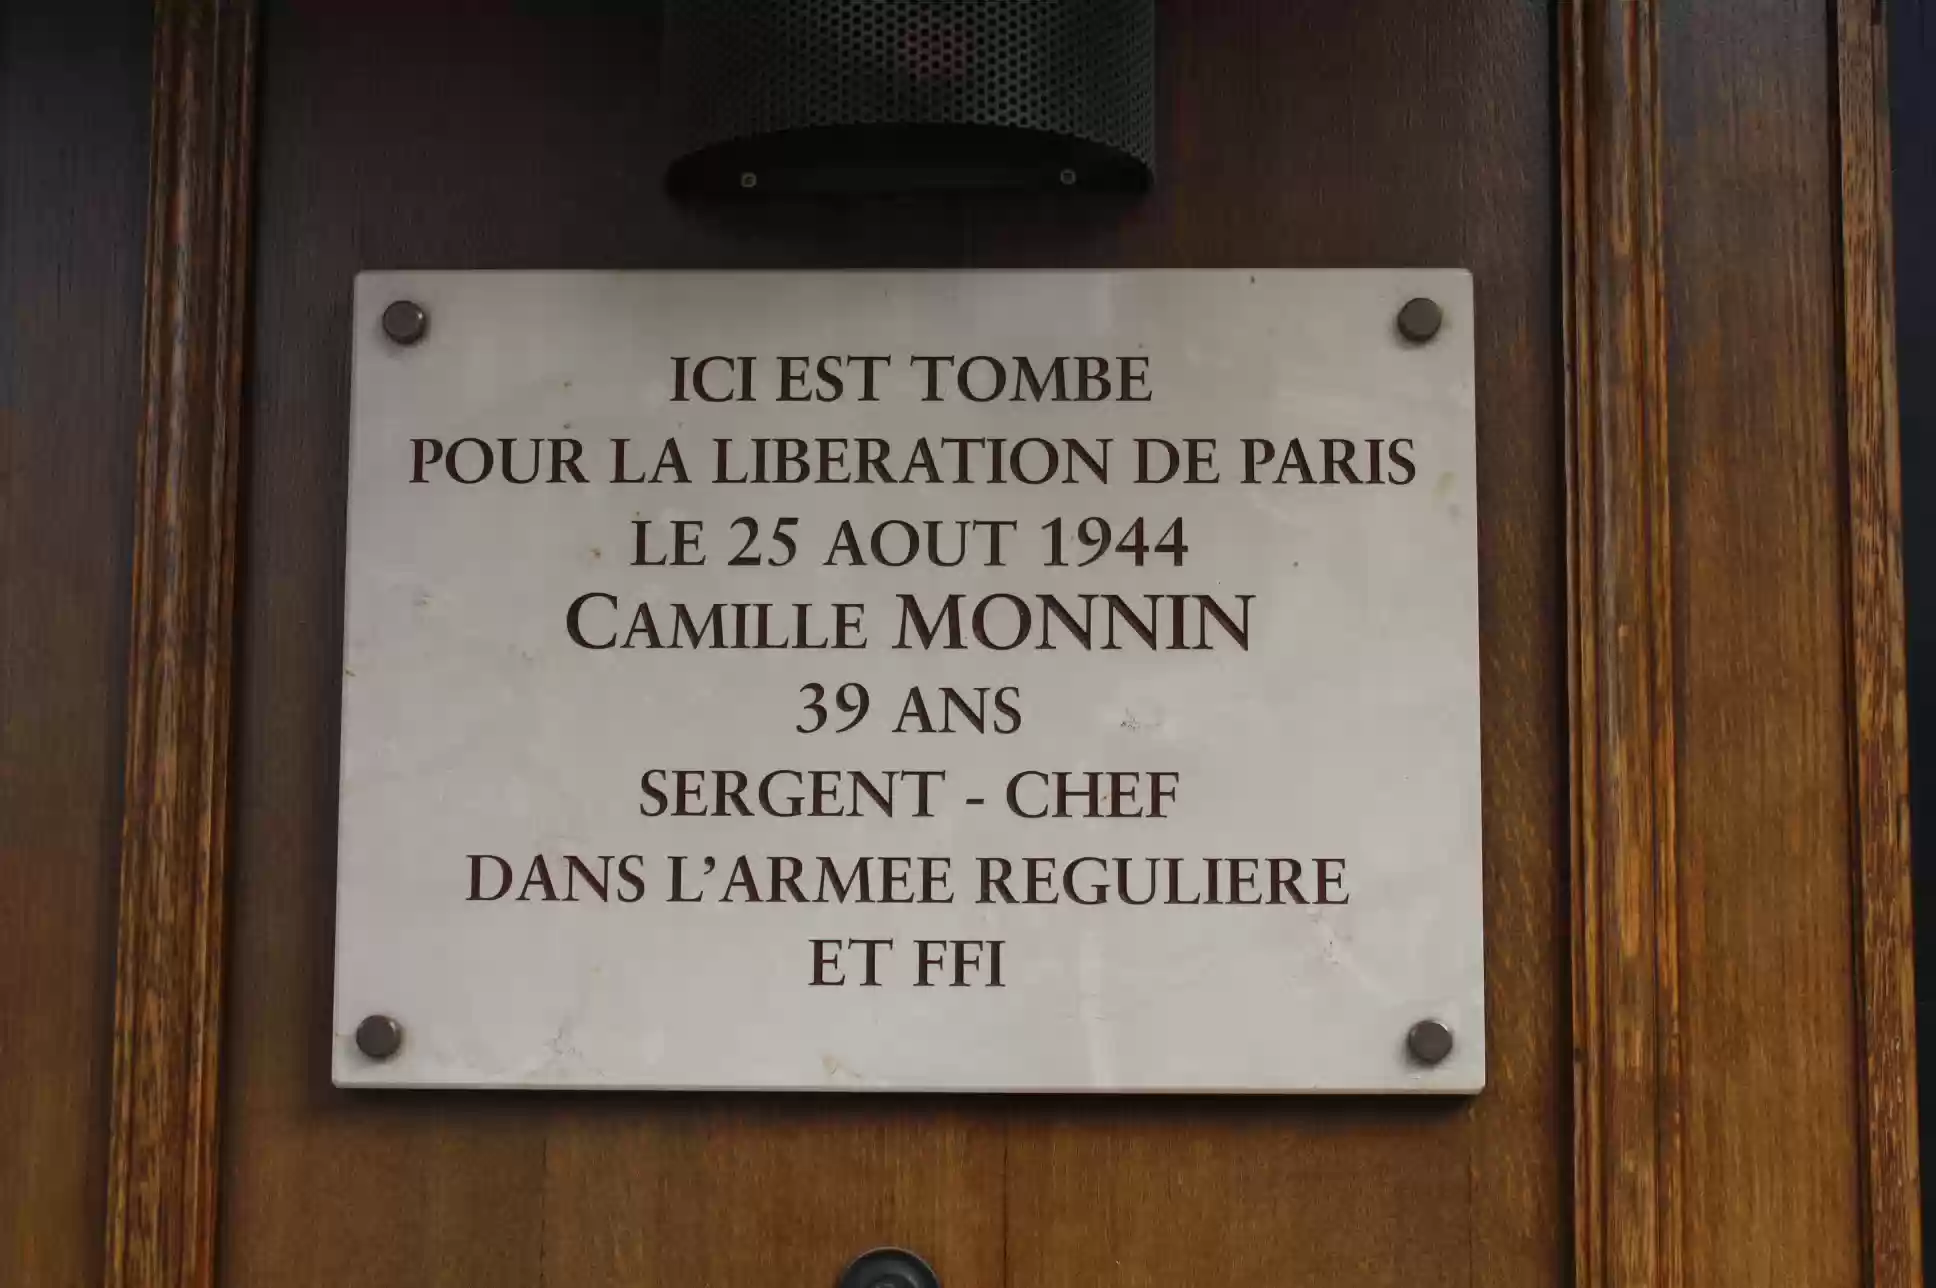 ICI EST TOMBE
POUR LA LIBERATION DE PARIS
LE 25 AOUT 1944
CAMILLE MONNIN
39 ANS
SERGENT - CHEF
DANS L'ARMEE REGULIERE
ET FFI